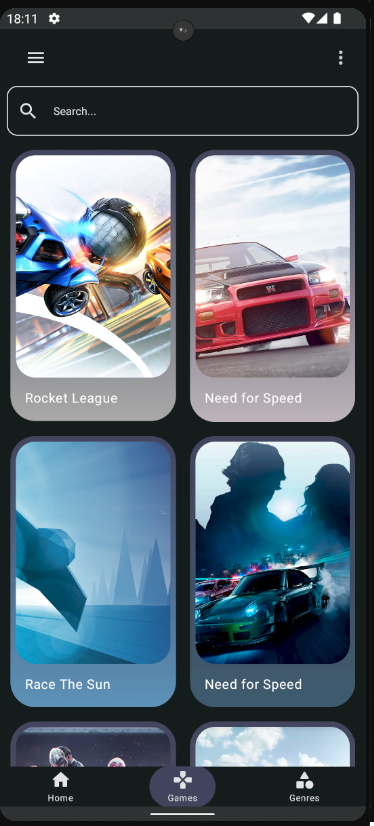 18:11
Search...
Rocket League
Need for Speed
Race The Sun
Need for Speed
Home
Games
Genres